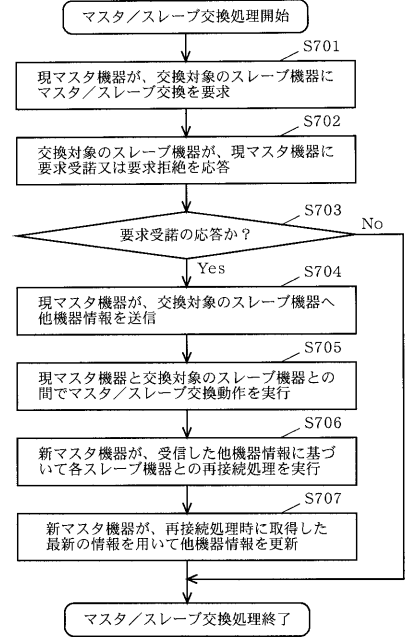 マスタ／スレーブ交換処理開始
S701
現マスタ機器が、交換対象のスレーブ機器に
マスタ／スレーブ交換を要求
S702
交換対象のスレーブ機器が、現マスタ機器に
要求受諾又は要求拒絶を応答
S703
要求受諾の応答か？
No
Yes
S704
現マスタ機器が、交換対象のスレーブ機器へ
他機器情報を送信
S705
現マスタ機器と交換対象のスレーブ機器との
間でマスタ／スレーブ交換動作を実行
S706
新マスタ機器が、受信した他機器情報に基づ
いて各スレーブ機器との再接続処理を実行
S707
新マスタ機器が、再接続処理時に取得した
最新の情報を用いて他機器情報を更新
マスタ／スレーブ交換処理終了